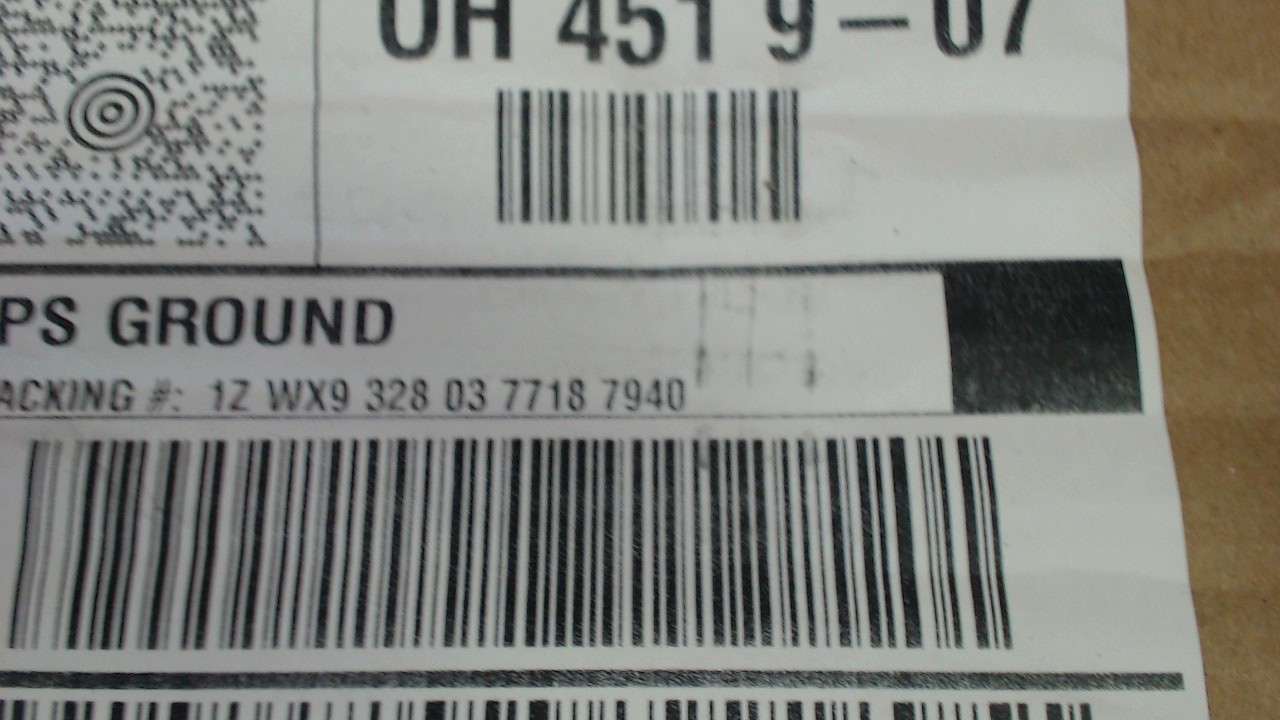 OH 451 9-07
PS GROUND
ACKING #: 1Z WX9 328 03 7718 7940